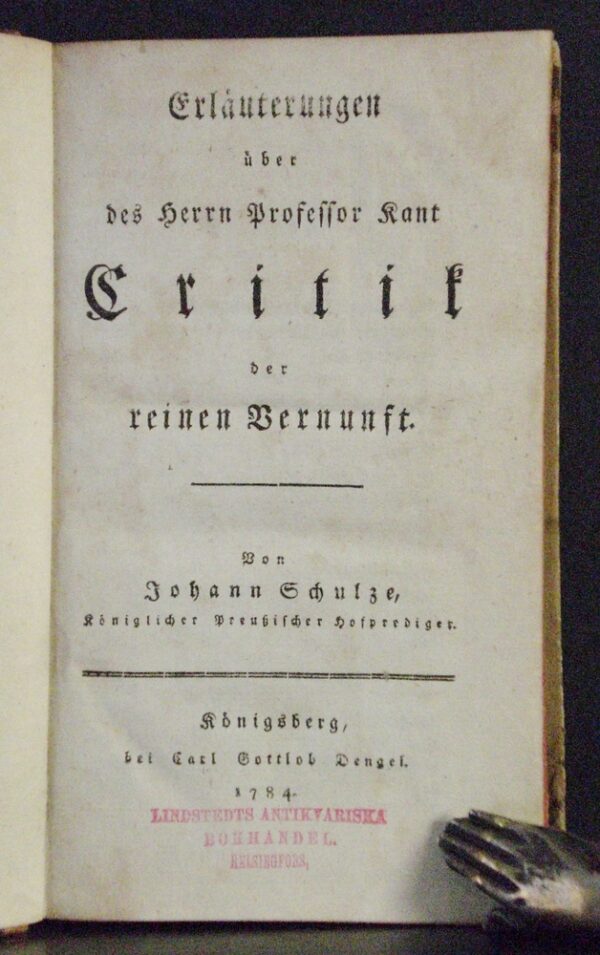 Erläuterungen
über
des Herrn Professor Kant
Critik
der
reinen Vernunft.
Von
Johann Schulze,
Königlicher Preußischer Hofprediger.
Königsberg,
bei Carl Gottlob Dengel.
1784.
LINDSTEDTS ANTIKVARISKA
BOKHANDEL.
HELSINGFORS,